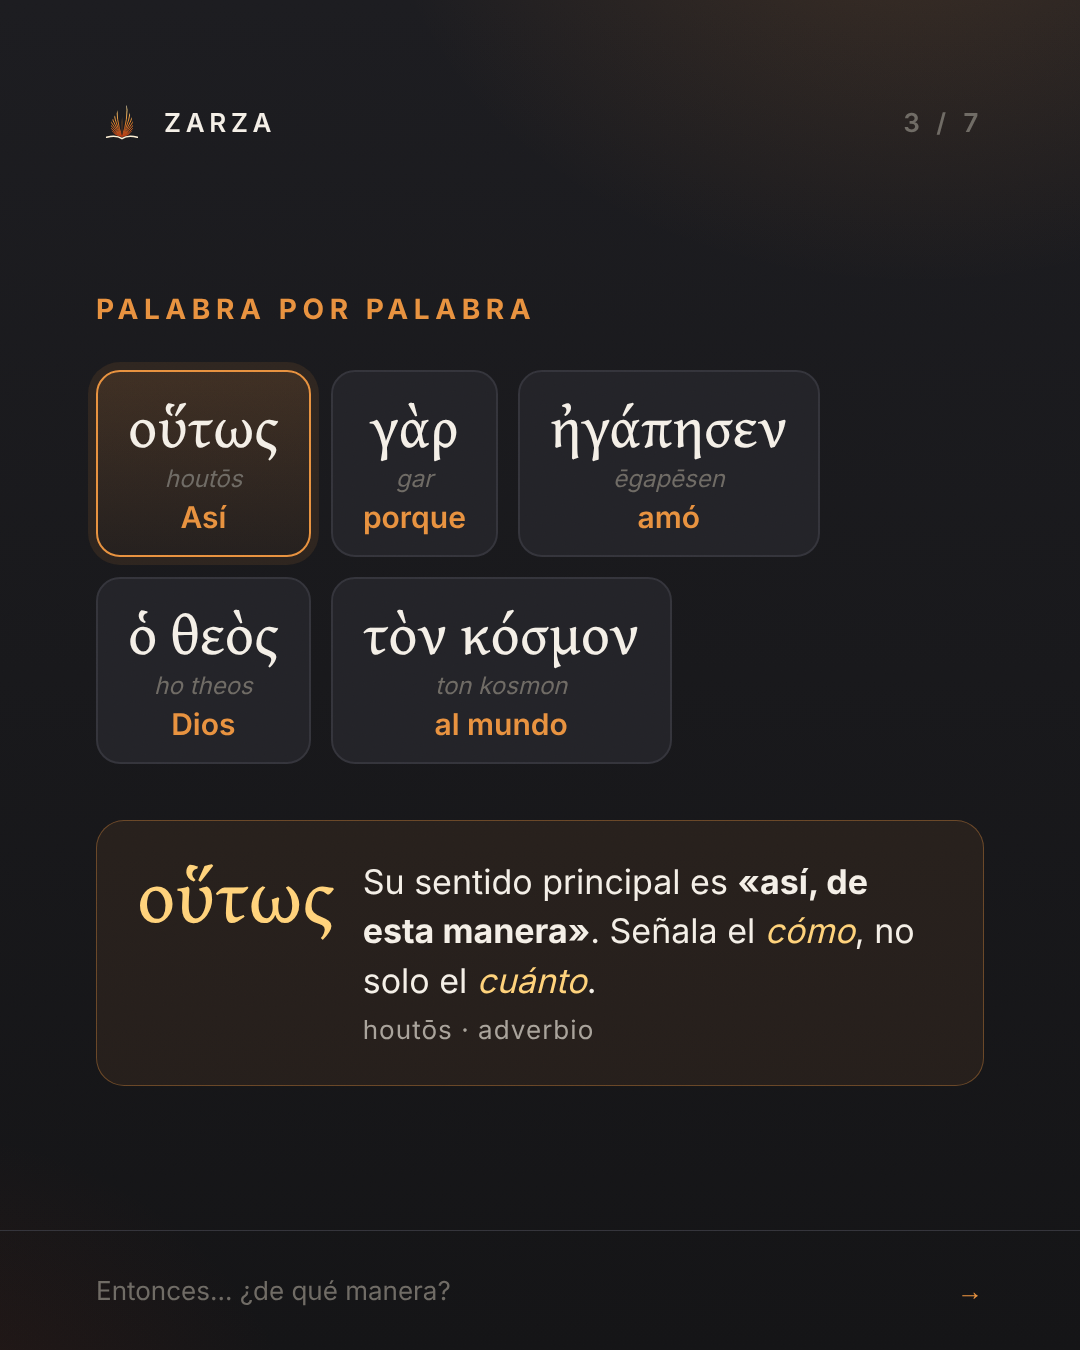 ZARZA
3 / 7
PALABRA POR PALABRA
οὕτως γὰρ ἠγάπησεν
houtōs gar ēgapēsen
Así porque amó
ὁ θεὸς τὸν κόσμον
ho theos ton kosmon
Dios al mundo
οὕτως
Su sentido principal es «así, de
esta manera». Señala el cómo, no
solo el cuánto.
houtōs · adverbio
Entonces... ¿de qué manera? →